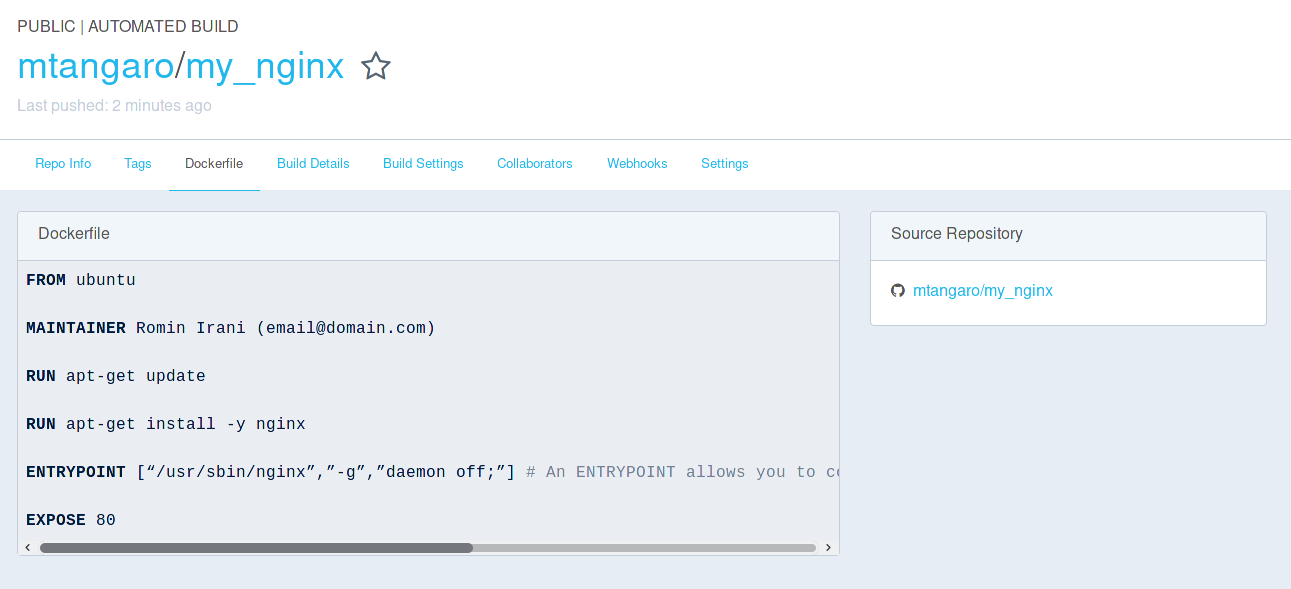 PUBLIC | AUTOMATED BUILD
mtangaro/my_nginx
Last pushed: 2 minutes ago
Repo Info Tags Dockerfile Build Details Build Settings Collaborators Webhooks Settings
Dockerfile
FROM ubuntu
MAINTAINER Romin Irani (email@domain.com)
RUN apt-get update
RUN apt-get install -y nginx
ENTRYPOINT [“/usr/sbin/nginx”,”-g”,”daemon off;”] # An ENTRYPOINT allows you to
EXPOSE 80
Source Repository
mtangaro/my_nginx